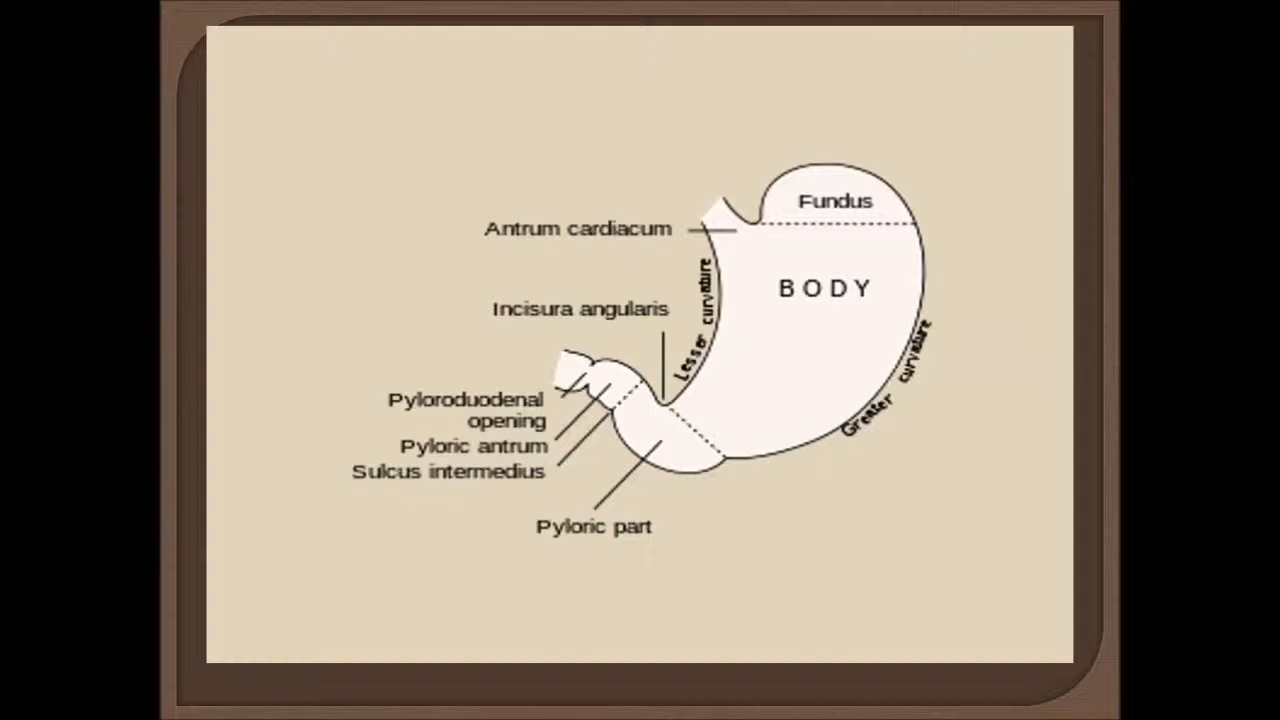 Fundus
Antrum cardiacum
BODY
Lesser curvature
Incisura angularis
Greater curvature
Pyloroduodenal
opening
Pyloric antrum
Sulcus intermedius
Pyloric part